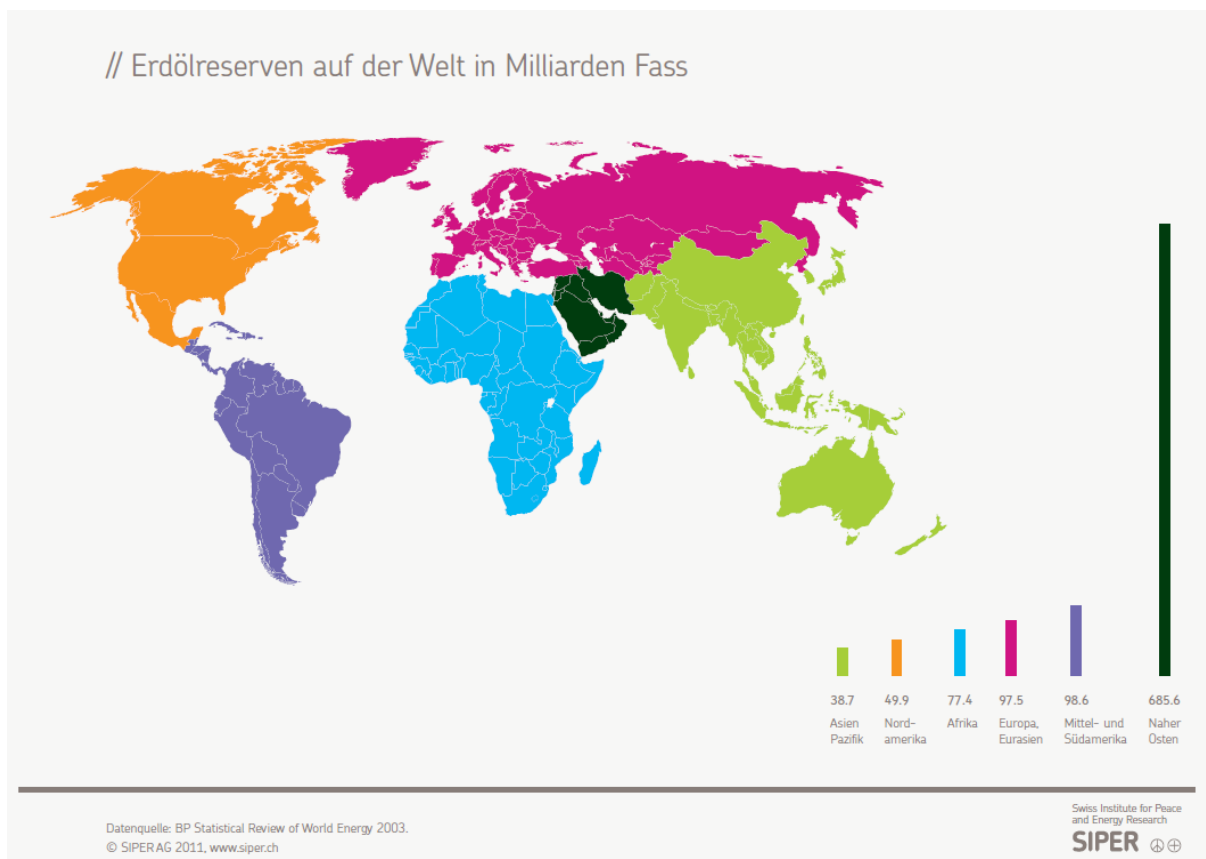 // Erdölreserven auf der Welt in Milliarden Fass
38.7
Asien
Pazifik
49.9
Nord-
amerika
77.4
Afrika
97.5
Europa,
Eurasien
98.6
Mittel- und
Südamerika
685.6
Naher
Osten
Datenquelle: BP Statistical Review of World Energy 2003.
© SIPER AG 2011, www.siper.ch
Swiss Institute for Peace
and Energy Research
SIPER